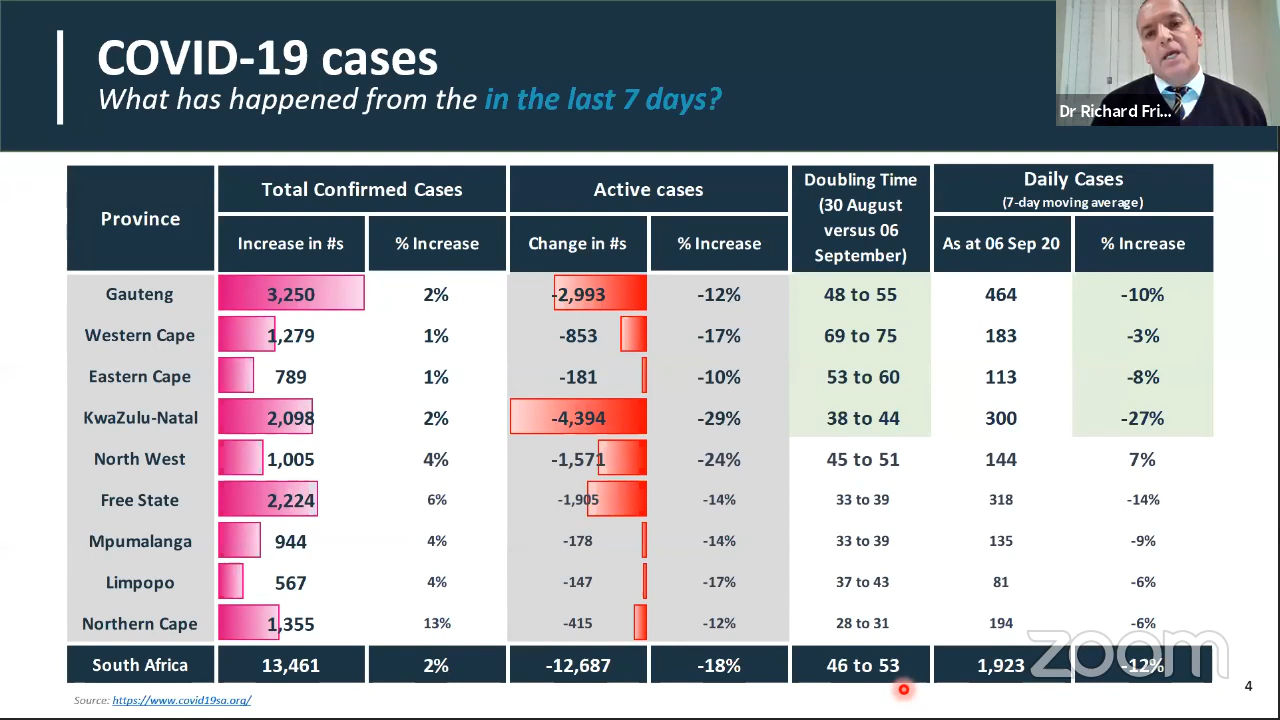 COVID-19 cases
What has happened from the in the last 7 days?
Dr Richard Fri...
Province Total Confirmed Cases Active cases Doubling Time (30 August versus 06 September) Daily Cases (7-day moving average)
Increase in #s % Increase Change in #s % Increase As at 06 Sep 20 % Increase
Gauteng 3,250 2% -2,993 -12% 48 to 55 464 -10%
Western Cape 1,279 1% -853 -17% 69 to 75 183 -3%
Eastern Cape 789 1% -181 -10% 53 to 60 113 -8%
KwaZulu-Natal 2,098 2% -4,394 -29% 38 to 44 300 -27%
North West 1,005 4% -1,571 -24% 45 to 51 144 7%
Free State 2,224 6% -1,905 -14% 33 to 39 318 -14%
Mpumalanga 944 4% -178 -14% 33 to 39 135 -9%
Limpopo 567 4% -147 -17% 37 to 43 81 -6%
Northern Cape 1,355 13% -415 -12% 28 to 31 194 -6%
South Africa 13,461 2% -12,687 -18% 46 to 53 1,923 -12%
zoom
Source: https://www.covid19sa.org/
4